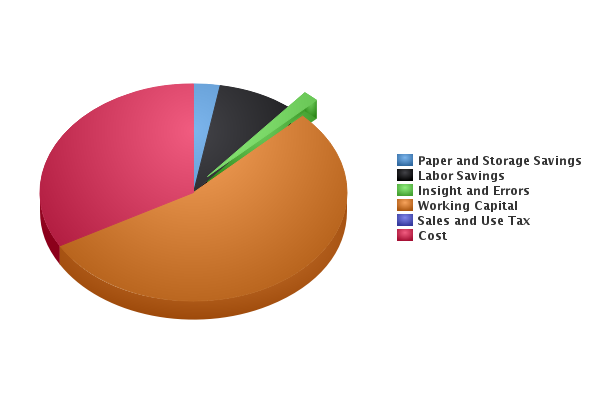 Paper and Storage Savings
Labor Savings
Insight and Errors
Working Capital
Sales and Use Tax
Cost